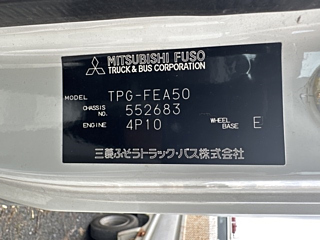 MITSUBISHI FUSO
TRUCK & BUS CORPORATION
MODEL TPG-FEA50
CHASSIS NO. 552683
ENGINE 4P10 WHEEL BASE E
三菱ふそうトラック・バス株式会社